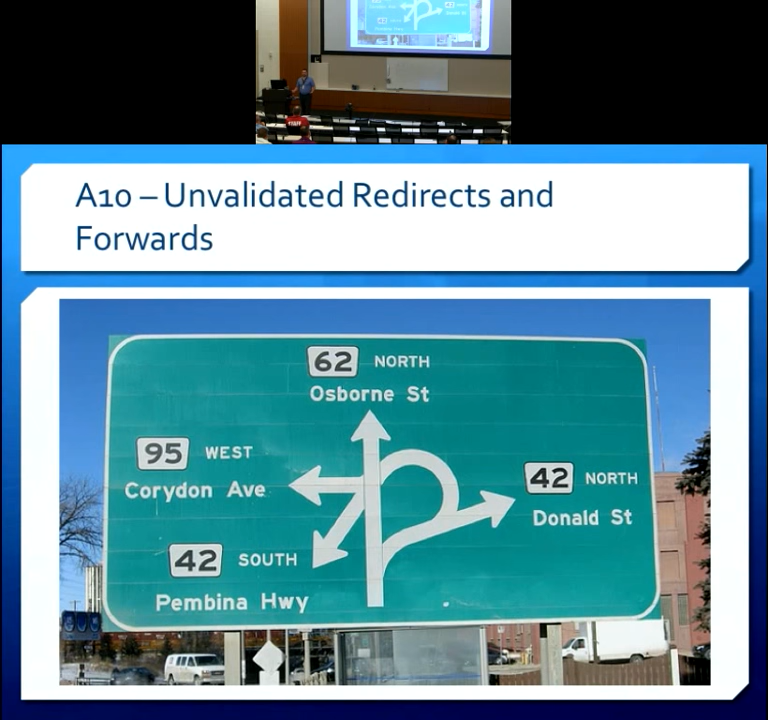 A10 – Unvalidated Redirects and
Forwards
62 NORTH
Osborne St
95 WEST
Corydon Ave
42 NORTH
Donald St
42 SOUTH
Pembina Hwy
STAFF